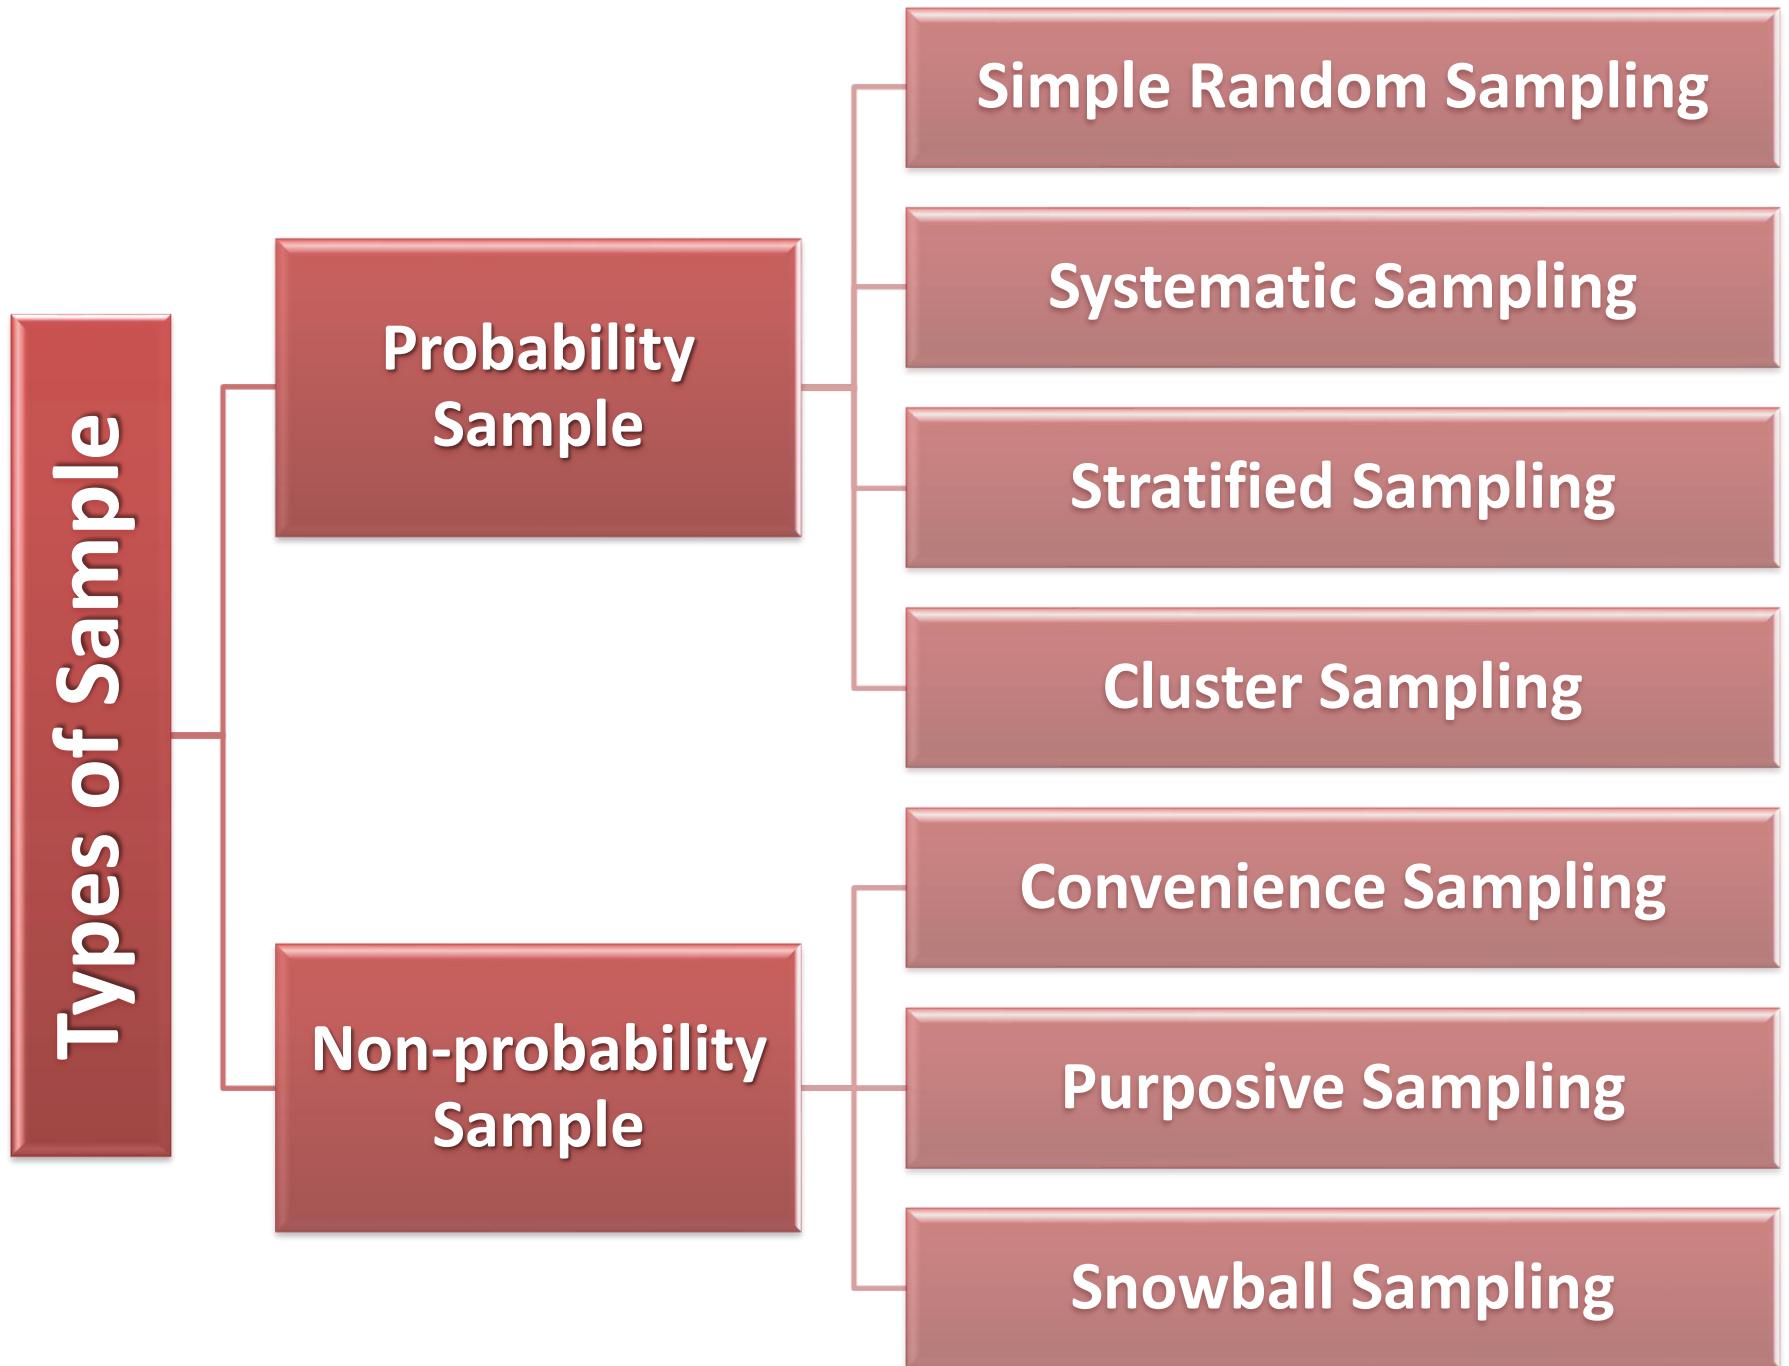 Types of Sample
Probability
Sample
Simple Random Sampling
Systematic Sampling
Stratified Sampling
Cluster Sampling
Non-probability
Sample
Convenience Sampling
Purposive Sampling
Snowball Sampling